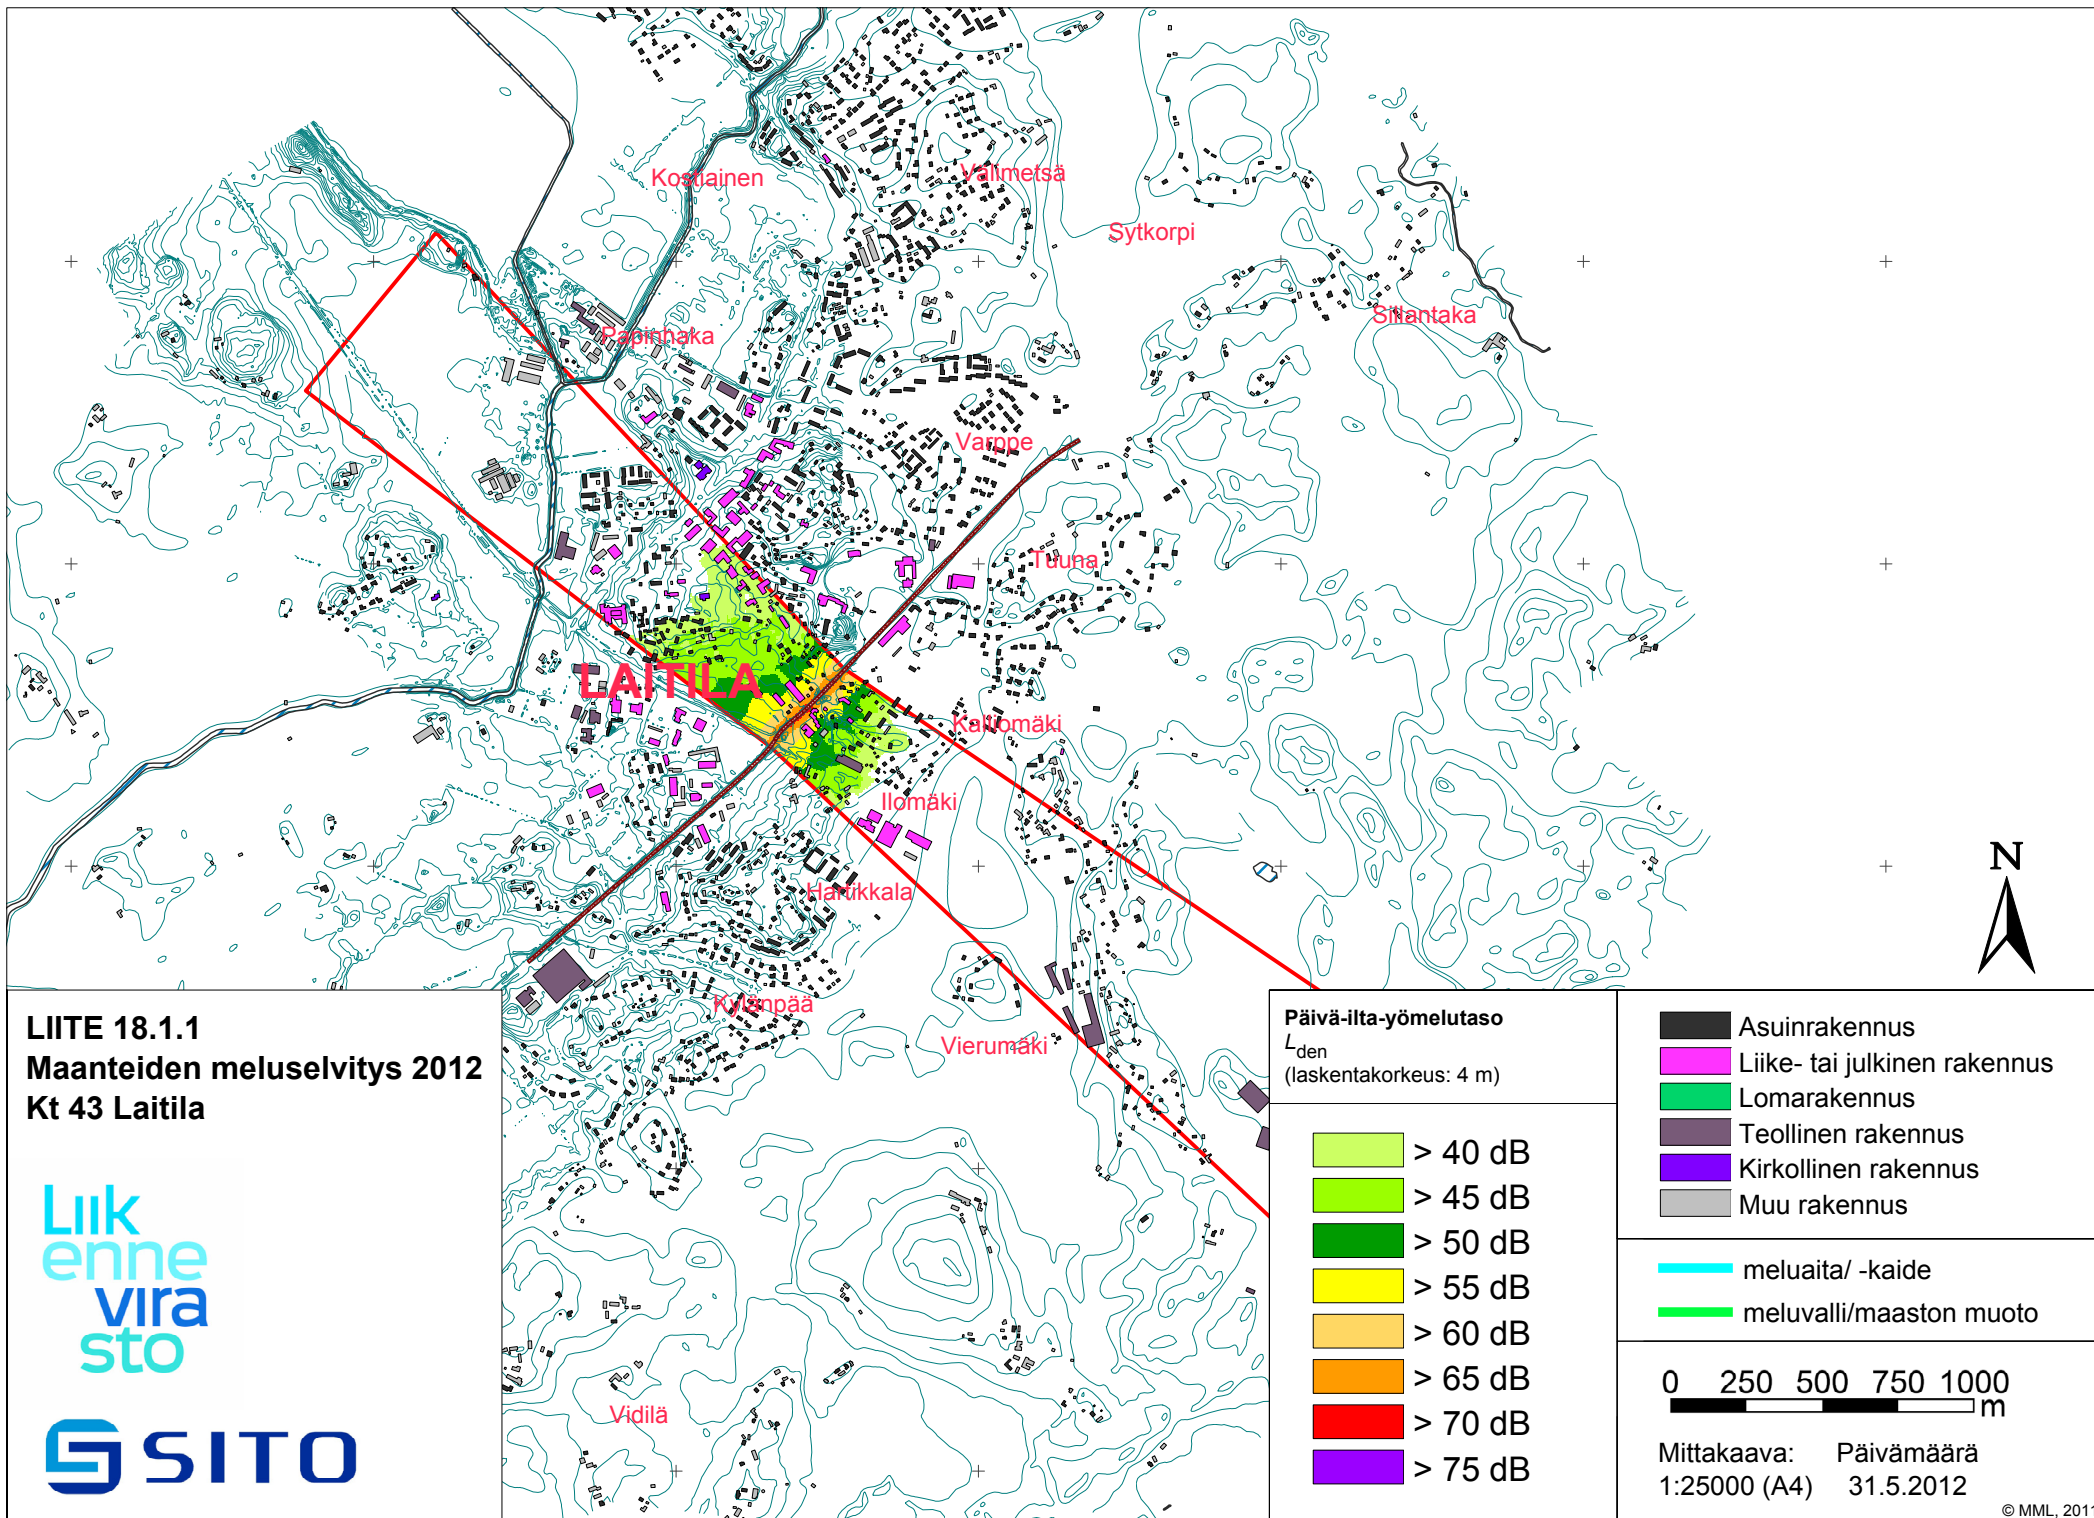 Kostiainen
Välimetsä
Sytkorpi
Sillantaka
Papinhaka
Varppe
Tuuna
LAITILA
Kalliomäki
Ilomäki
Hartikkala
Kylänpää
Vierumäki
Vidilä
N
LIITE 18.1.1
Maanteiden meluselvitys 2012
Kt 43 Laitila
Liik
enne
vira
sto
SITO
Päivä-ilta-yömelutaso
Lden
(laskentakorkeus: 4 m)
> 40 dB
> 45 dB
> 50 dB
> 55 dB
> 60 dB
> 65 dB
> 70 dB
> 75 dB
Asuinrakennus
Liike- tai julkinen rakennus
Lomarakennus
Teollinen rakennus
Kirkollinen rakennus
Muu rakennus
meluaita/ -kaide
meluvalli/maaston muoto
0 250 500 750 1000
m
Mittakaava: Päivämäärä
1:25000 (A4) 31.5.2012
© MML, 2011